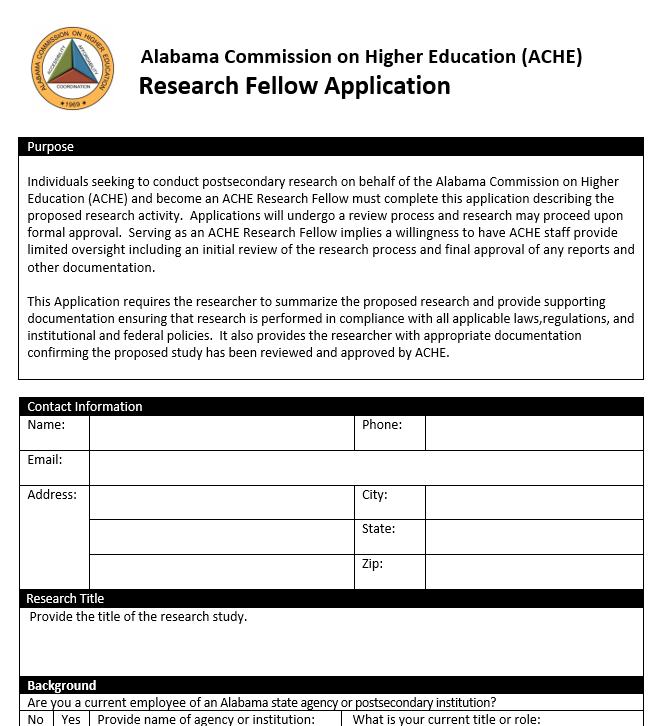 ALABAMA COMMISSION ON HIGHER EDUCATION
ACCESSIBILITY
AFFORDABILITY
COORDINATION
★1969★
Alabama Commission on Higher Education (ACHE)
Research Fellow Application
Purpose
Individuals seeking to conduct postsecondary research on behalf of the Alabama Commission on Higher
Education (ACHE) and become an ACHE Research Fellow must complete this application describing the
proposed research activity.  Applications will undergo a review process and research may proceed upon
formal approval.  Serving as an ACHE Research Fellow implies a willingness to have ACHE staff provide
limited oversight including an initial review of the research process and final approval of any reports and
other documentation.
This Application requires the researcher to summarize the proposed research and provide supporting
documentation ensuring that research is performed in compliance with all applicable laws,regulations, and
institutional and federal policies.  It also provides the researcher with appropriate documentation
confirming the proposed study has been reviewed and approved by ACHE.
Contact Information
Name: Phone:
Email:
Address: City:
State:
Zip:
Research Title
Provide the title of the research study.
Background
Are you a current employee of an Alabama state agency or postsecondary institution?
No Yes Provide name of agency or institution: What is your current title or role: